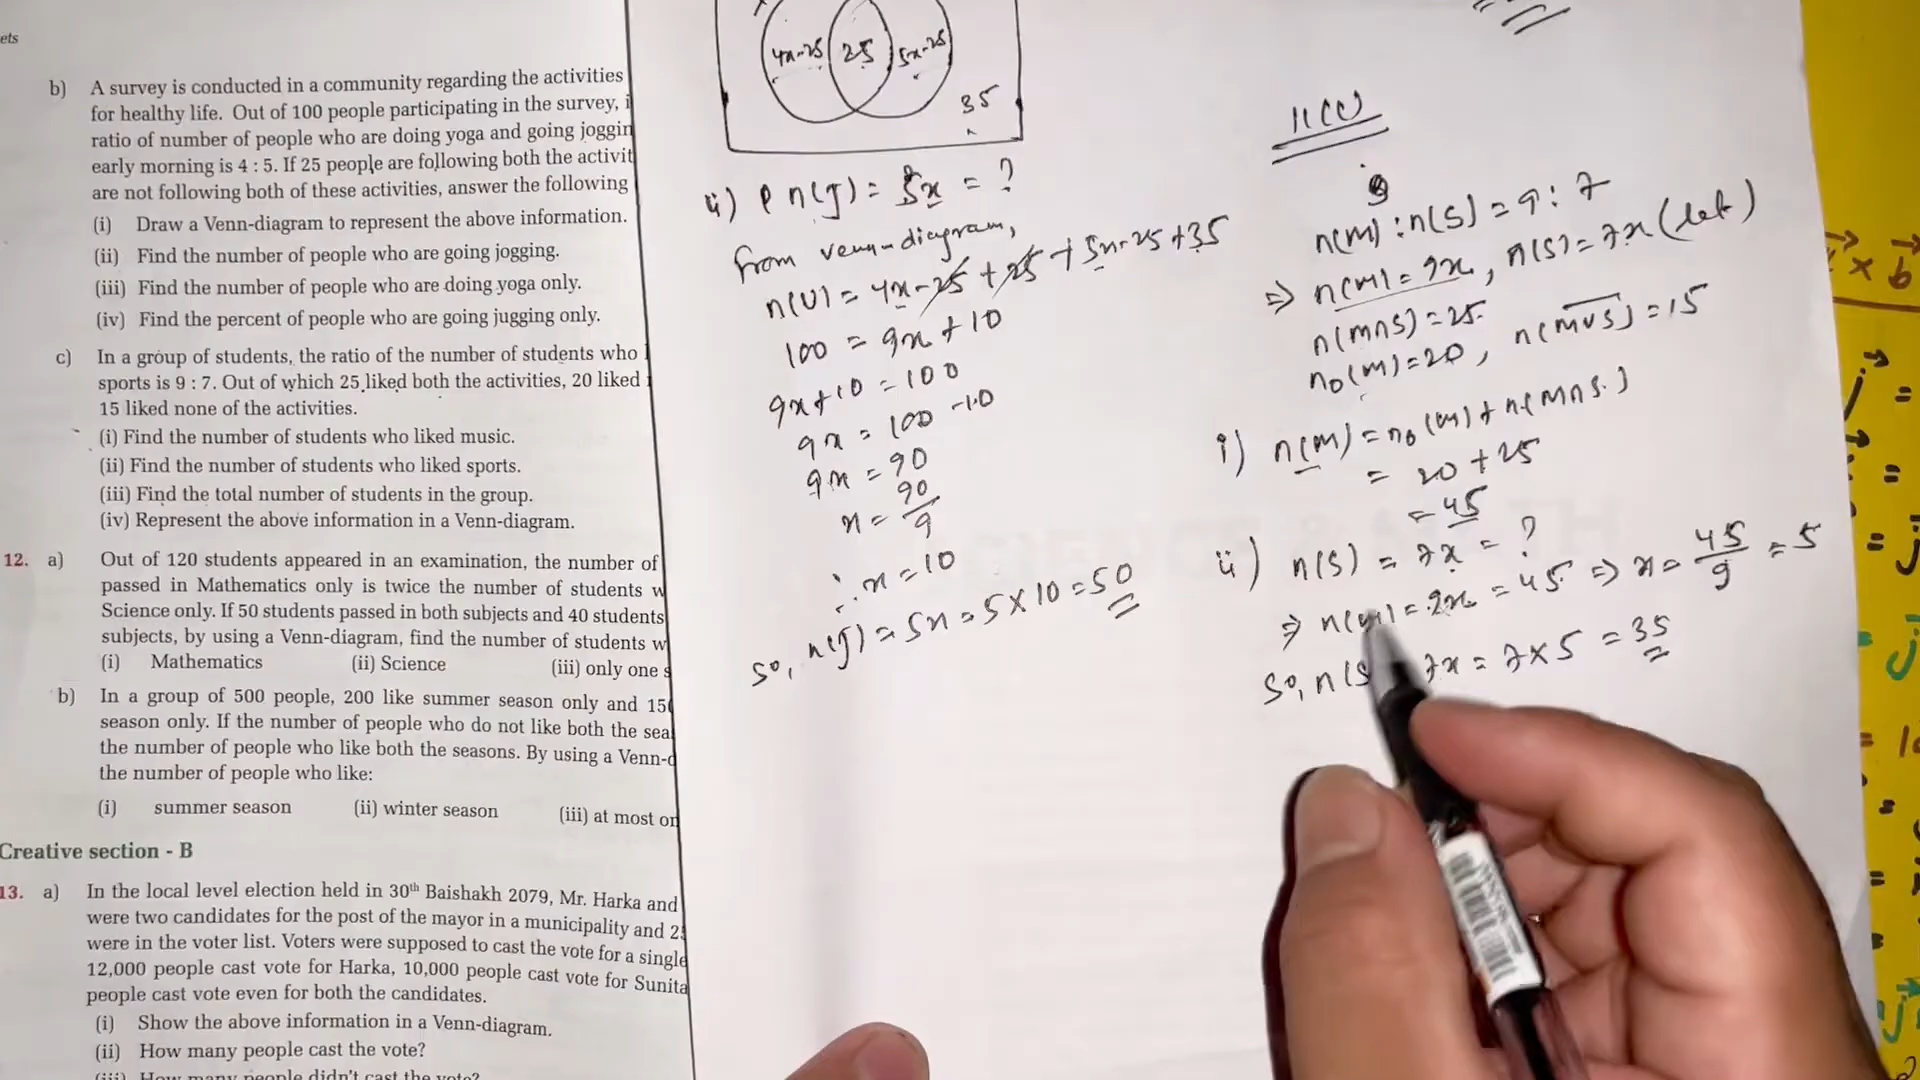 ets
b) A survey is conducted in a community regarding the activities
for healthy life. Out of 100 people participating in the survey, i
ratio of number of people who are doing yoga and going joggin
early morning is 4 : 5. If 25 people are following both the activit
are not following both of these activities, answer the following
(i) Draw a Venn-diagram to represent the above information.
(ii) Find the number of people who are going jogging.
(iii) Find the number of people who are doing yoga only.
(iv) Find the percent of people who are going jugging only.
c) In a group of students, the ratio of the number of students who l
sports is 9 : 7. Out of which 25 liked both the activities, 20 liked
15 liked none of the activities.
(i) Find the number of students who liked music.
(ii) Find the number of students who liked sports.
(iii) Find the total number of students in the group.
(iv) Represent the above information in a Venn-diagram.
12. a) Out of 120 students appeared in an examination, the number of
passed in Mathematics only is twice the number of students w
Science only. If 50 students passed in both subjects and 40 students
subjects, by using a Venn-diagram, find the number of students w
(i) Mathematics (ii) Science (iii) only one s
b) In a group of 500 people, 200 like summer season only and 15
season only. If the number of people who do not like both the sea
the number of people who like both the seasons. By using a Venn-d
the number of people who like:
(i) summer season (ii) winter season (iii) at most on
Creative section - B
13. a) In the local level election held in 30th Baishakh 2079, Mr. Harka and
were two candidates for the post of the mayor in a municipality and 2
were in the voter list. Voters were supposed to cast the vote for a single
12,000 people cast vote for Harka, 10,000 people cast vote for Sunita
people cast vote even for both the candidates.
(i) Show the above information in a Venn-diagram.
(ii) How many people cast the vote?
(iii) How many people didn't cast the vote?
4x-25 25 5x-25
35
ii) n(J) = 5x = ?
from venn-diagram,
n(U) = 4x-25 + 25 + 5x-25 + 35
100 = 9x + 10
9x+10 = 100
9x = 100 - 10
9x = 90
x = 90/9
∴ x = 10
so, n(J) = 5x = 5 × 10 = 50
11(c)
n(M) : n(S) = 9 : 7
⇒ n(M) = 9x, n(S) = 7x (let)
n(M∩S) = 25
n₀(M) = 20, n(\overline{M∪S}) = 15
i) n(M) = n₀(M) + n(M∩S)
= 20 + 25
= 45
ii) n(S) = 7x = ?
⇒ n(M) = 9x = 45 ⇒ x = 45/9 = 5
So, n(S 7x = 7 × 5 = 35
× b